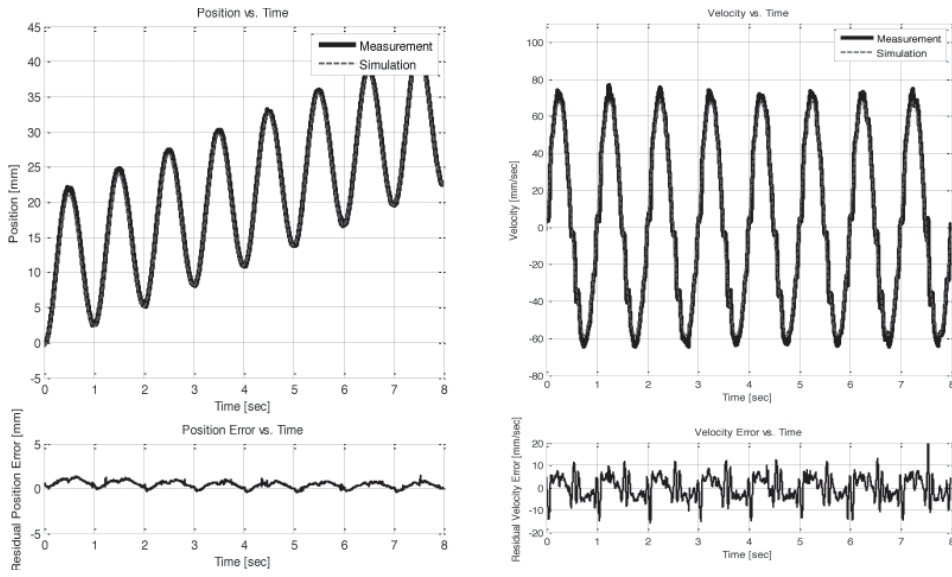 Position vs. Time
45
40
35
30
25
20
15
10
5
0
-5
Position [mm]
Measurement
Simulation
0 1 2 3 4 5 6 7 8
Time [sec]
Velocity vs. Time
100
80
60
40
20
0
-20
-40
-60
-80
Velocity [mm/sec]
Measurement
Simulation
0 1 2 3 4 5 6 7 8
Time [sec]
Position Error vs. Time
5
0
-5
Residual Position Error [mm]
0 1 2 3 4 5 6 7 8
Time [sec]
Velocity Error vs. Time
20
10
0
-10
-20
Residual Velocity Error [mm/sec]
0 1 2 3 4 5 6 7 8
Time [sec]